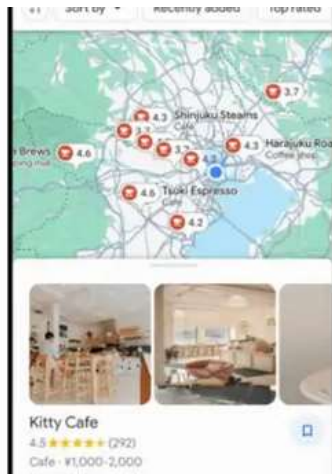 Sort by
Recently added
Top rated
3.7
4.3
Shinjuku Steams
Cafe
3.7
Brews
4.6
3.2
4.3
Harajuku Roa
Coffee shop
4.6
Tsuki Espresso
Cafe
4.2
Kitty Cafe
4.5 ★★★★★ (292)
Cafe · ¥1,000-2,000